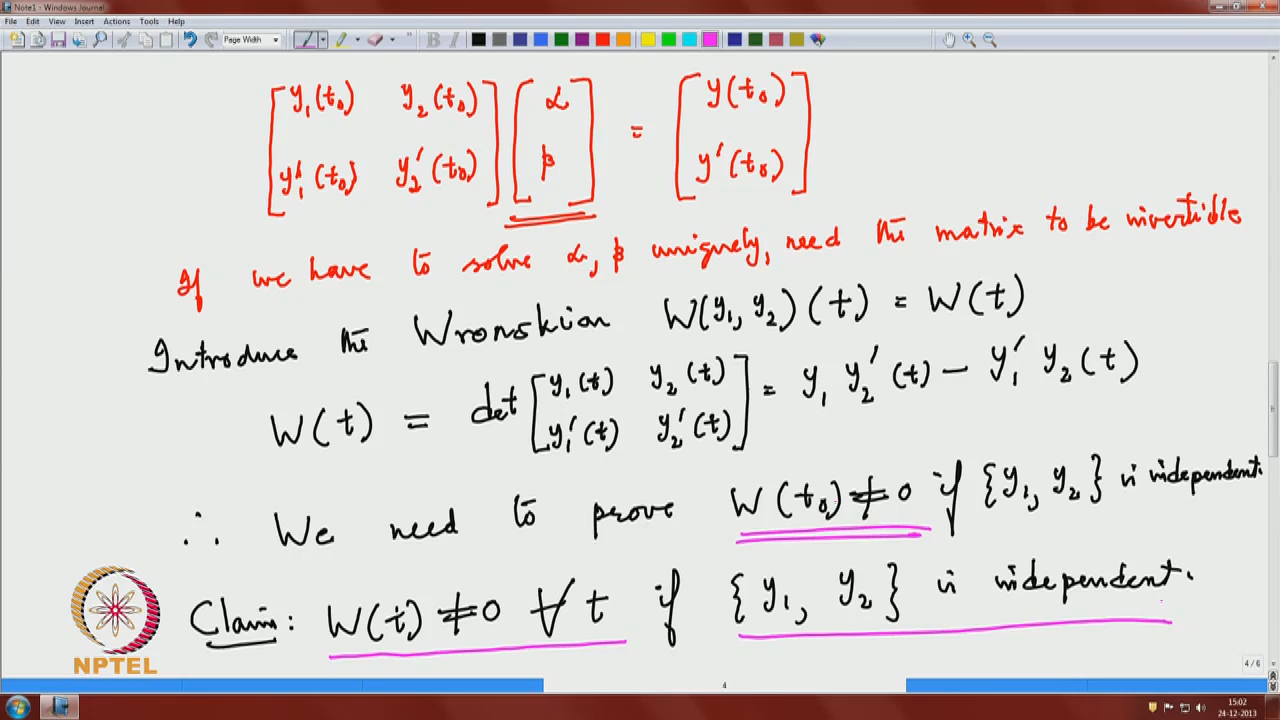 Note1 - Windows Journal
File Edit View Insert Actions Tools Help
Page Width
[y₁(t₀) y₂(t₀)] [α] = [y(t₀)]
[y₁'(t₀) y₂'(t₀)] [β] [y'(t₀)]
If we have to solve α, β uniquely, need the matrix to be invertible
Introduce the Wronskian W(y₁, y₂)(t) = W(t)
W(t) = det [y₁(t) y₂(t)] = y₁ y₂'(t) - y₁' y₂(t)
[y₁'(t) y₂'(t)]
∴ We need to prove W(t₀) ≠ 0 if {y₁, y₂} is independent.
Claim: W(t) ≠ 0 ∀ t if {y₁, y₂} is independent.
NPTEL
4/6
4
15:02
24-12-2013